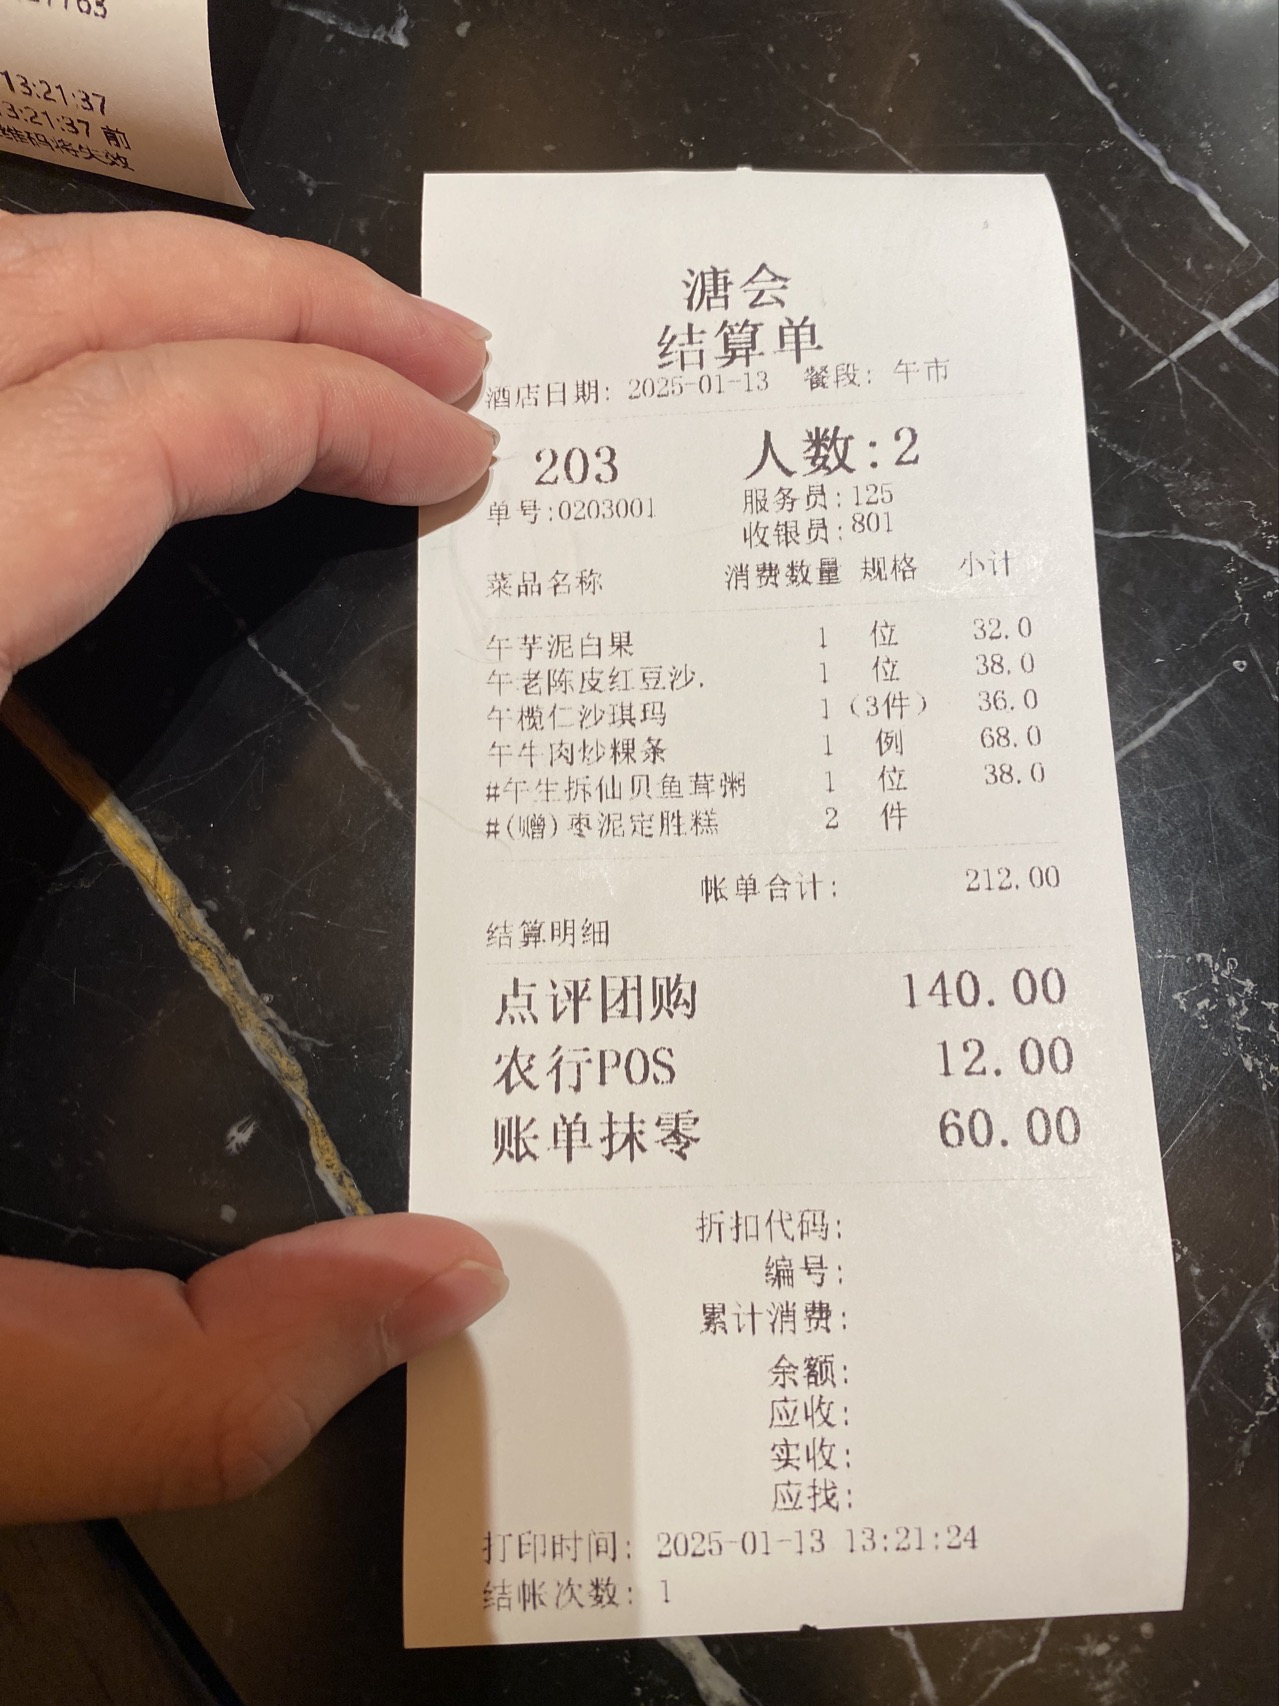 13:21:37
3:21:37 前
维码将失效
溏会
结算单
酒店日期: 2025-01-13 餐段: 午市
203 人数:2
单号:0203001 服务员:125
收银员:801
菜品名称 消费数量 规格 小计
午芋泥白果 1 位 32.0
午老陈皮红豆沙. 1 位 38.0
午榄仁沙琪玛 1 (3件) 36.0
午牛肉炒粿条 1 例 68.0
#午生拆仙贝鱼茸粥 1 位 38.0
#(赠)枣泥定胜糕 2 件
帐单合计: 212.00
结算明细
点评团购 140.00
农行POS 12.00
账单抹零 60.00
折扣代码:
编号:
累计消费:
余额:
应收:
实收:
应找:
打印时间: 2025-01-13 13:21:24
结帐次数: 1